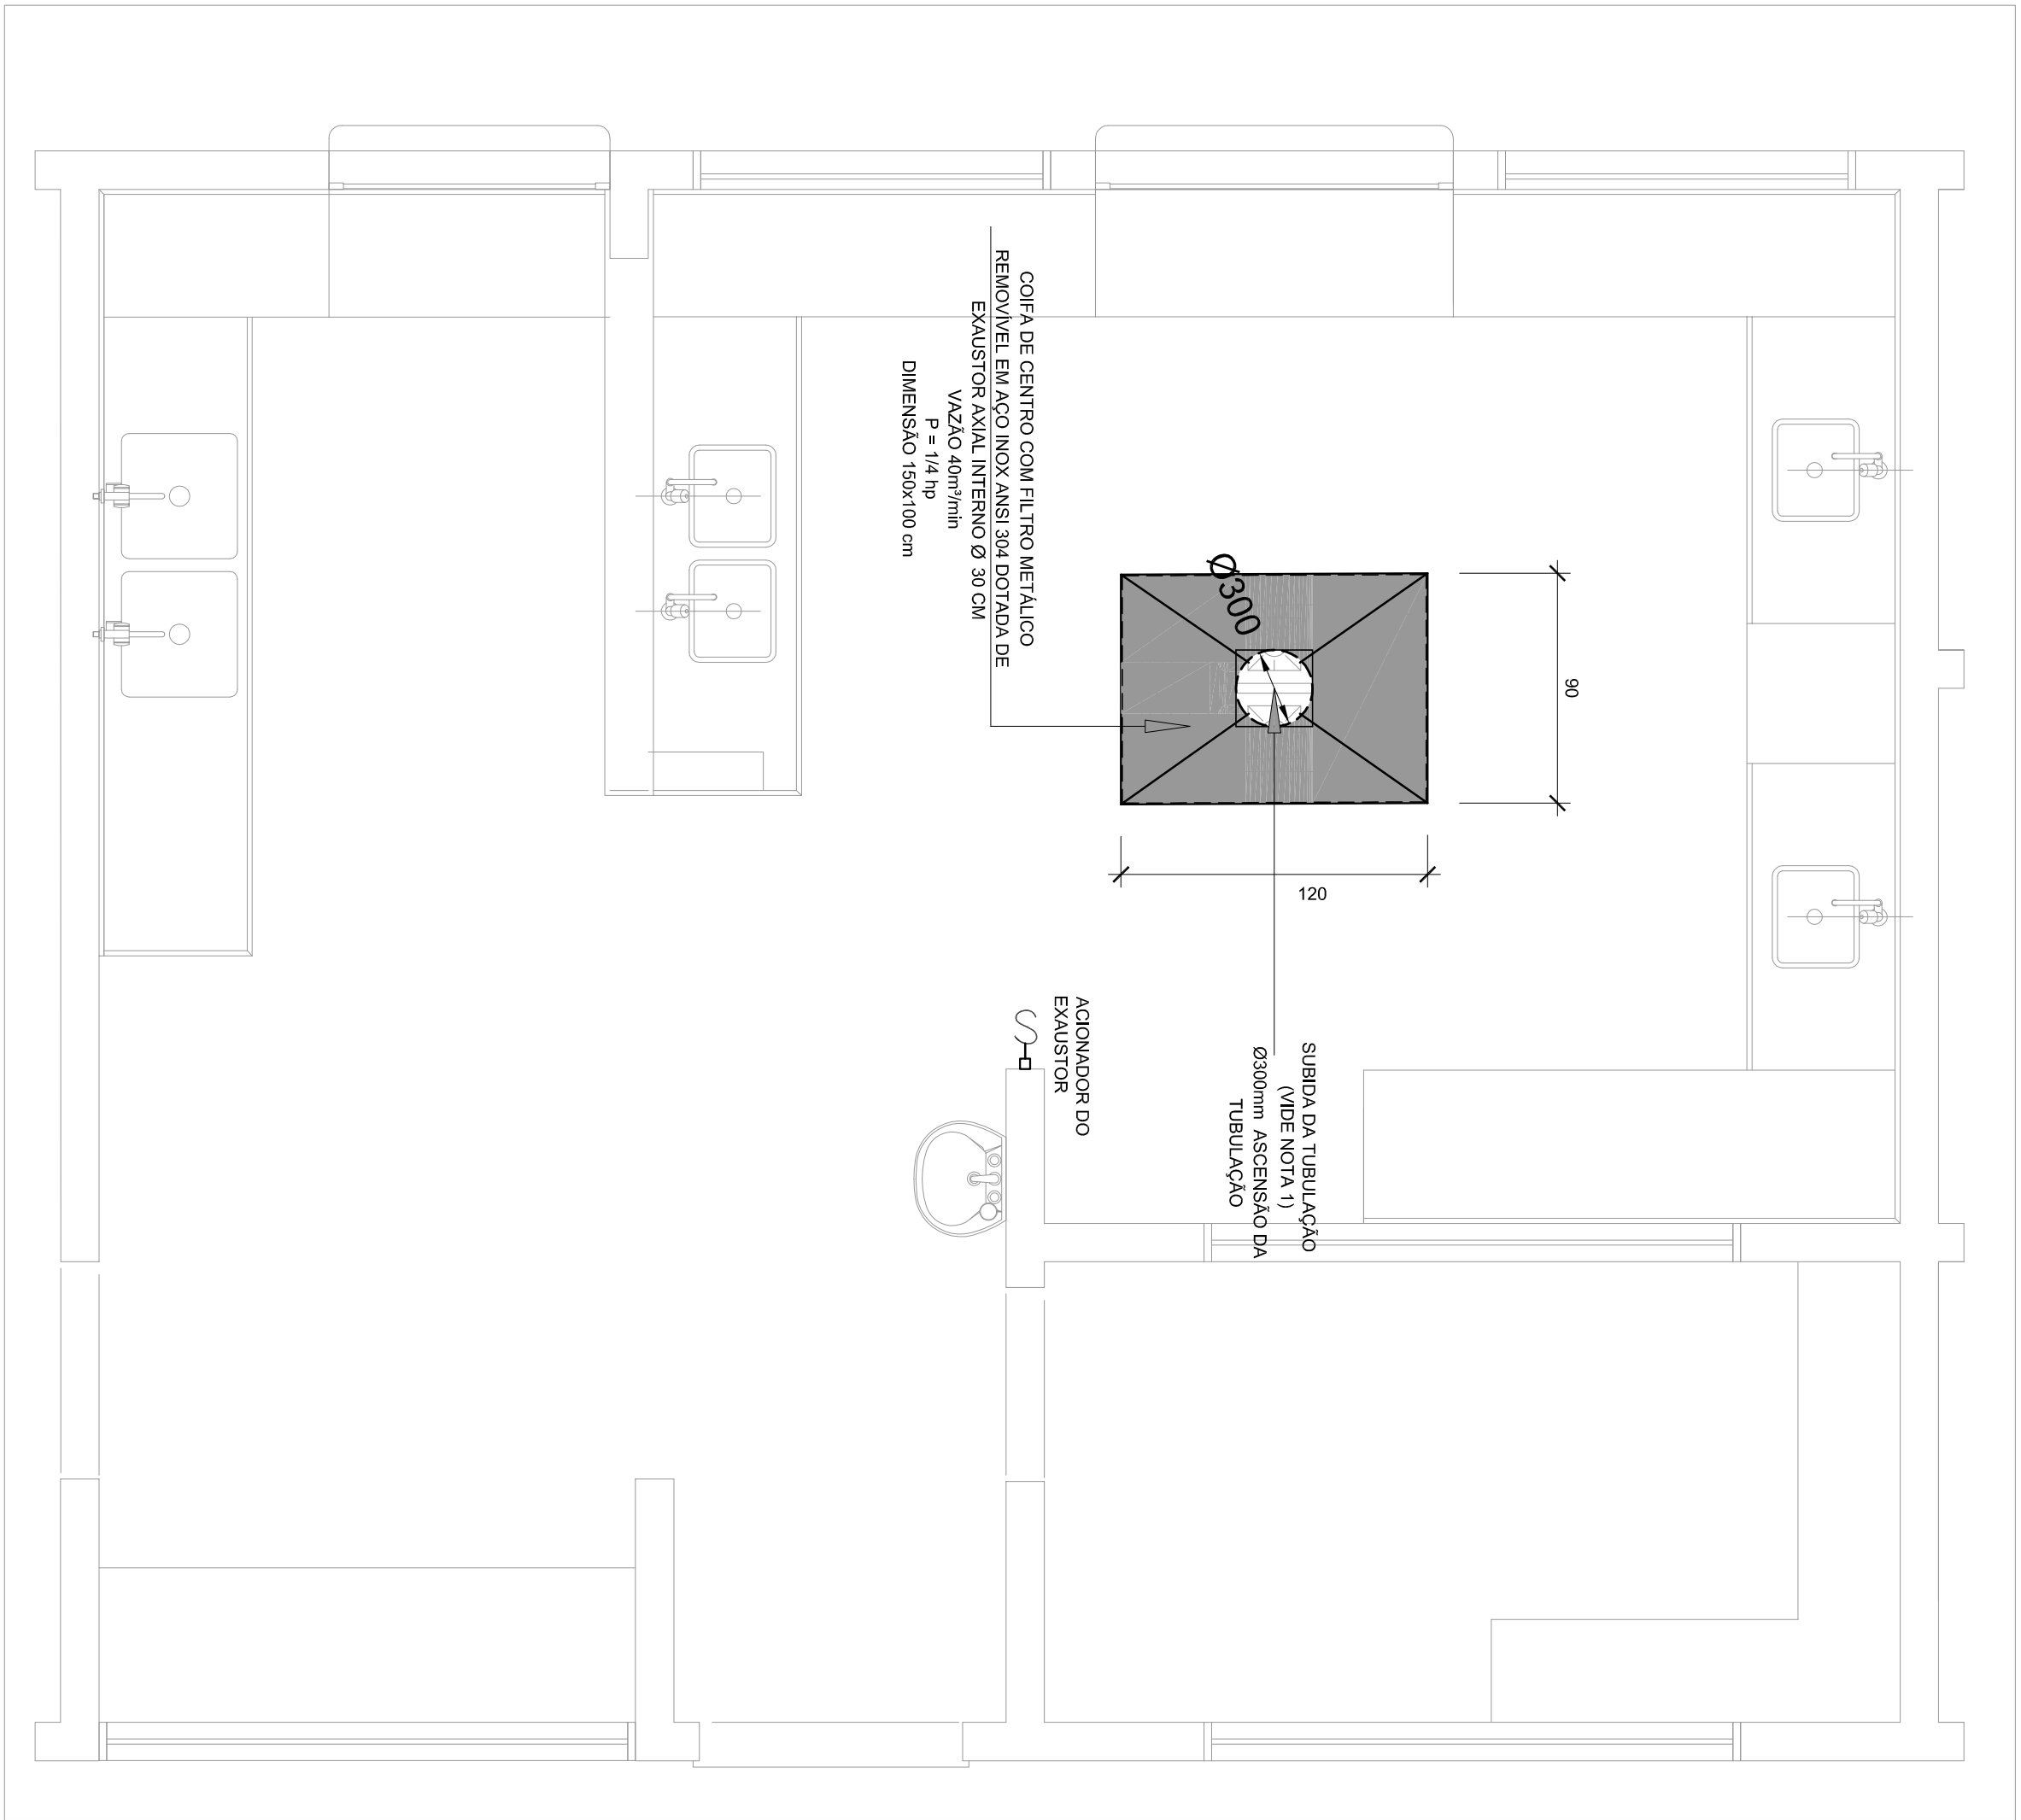 COIFA DE CENTRO COM FILTRO METÁLICO
REMOVÍVEL EM AÇO INOX ANSI 304 DOTADA DE
EXAUSTOR AXIAL INTERNO Ø 30 CM
VAZÃO 40m³/min
P = 1/4 hp
DIMENSÃO 150x100 cm
Ø300
90
120
ACIONADOR DO
EXAUSTOR
SUBIDA DA TUBULAÇÃO
(VIDE NOTA 1)
Ø300mm ASCENSÃO DA
TUBULAÇÃO